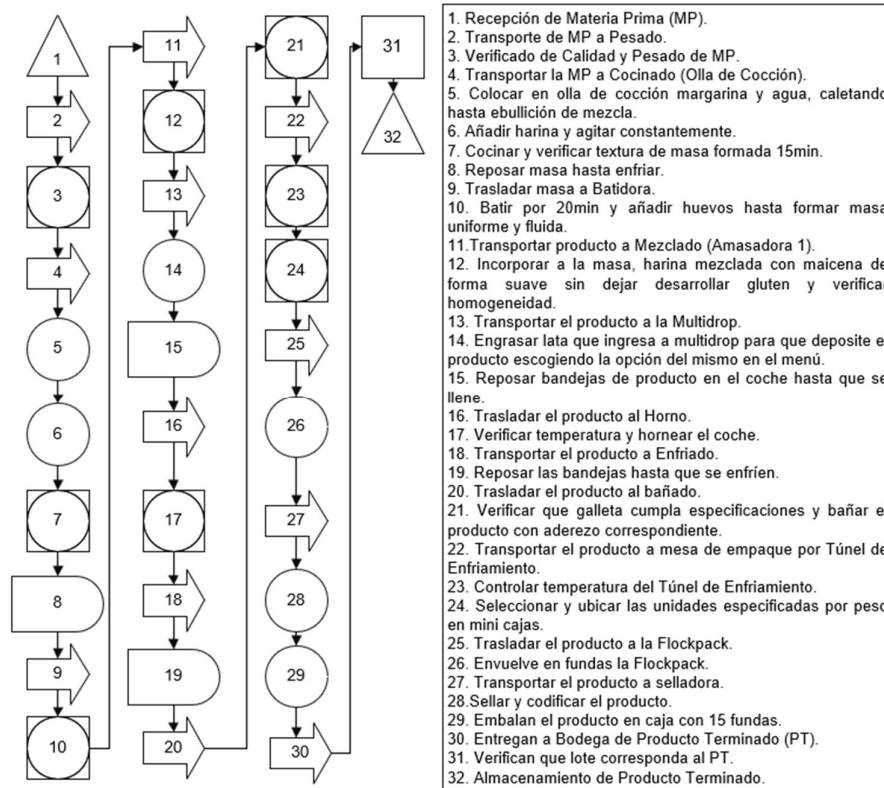 1
2
3
4
5
6
7
8
9
10
11
12
13
14
15
16
17
18
19
20
21
22
23
24
25
26
27
28
29
30
31
32
1. Recepción de Materia Prima (MP).
2. Transporte de MP a Pesado.
3. Verificado de Calidad y Pesado de MP.
4. Transportar la MP a Cocinado (Olla de Cocción).
5. Colocar en olla de cocción margarina y agua, caletando
hasta ebullición de mezcla.
6. Añadir harina y agitar constantemente.
7. Cocinar y verificar textura de masa formada 15min.
8. Reposar masa hasta enfriar.
9. Trasladar masa a Batidora.
10. Batir por 20min y añadir huevos hasta formar masa
uniforme y fluida.
11.Transportar producto a Mezclado (Amasadora 1).
12. Incorporar a la masa, harina mezclada con maicena de
forma suave sin dejar desarrollar gluten y verificar
homogeneidad.
13. Transportar el producto a la Multidrop.
14. Engrasar lata que ingresa a multidrop para que deposite e
producto escogiendo la opción del mismo en el menú.
15. Reposar bandejas de producto en el coche hasta que se
llene.
16. Trasladar el producto al Horno.
17. Verificar temperatura y hornear el coche.
18. Transportar el producto a Enfriado.
19. Reposar las bandejas hasta que se enfríen.
20. Trasladar el producto al bañado.
21. Verificar que galleta cumpla especificaciones y bañar e
producto con aderezo correspondiente.
22. Transportar el producto a mesa de empaque por Túnel de
Enfriamiento.
23. Controlar temperatura del Túnel de Enfriamiento.
24. Seleccionar y ubicar las unidades especificadas por peso
en mini cajas.
25. Trasladar el producto a la Flockpack.
26. Envuelve en fundas la Flockpack.
27. Transportar el producto a selladora.
28.Sellar y codificar el producto.
29. Embalan el producto en caja con 15 fundas.
30. Entregan a Bodega de Producto Terminado (PT).
31. Verifican que lote corresponda al PT.
32. Almacenamiento de Producto Terminado.